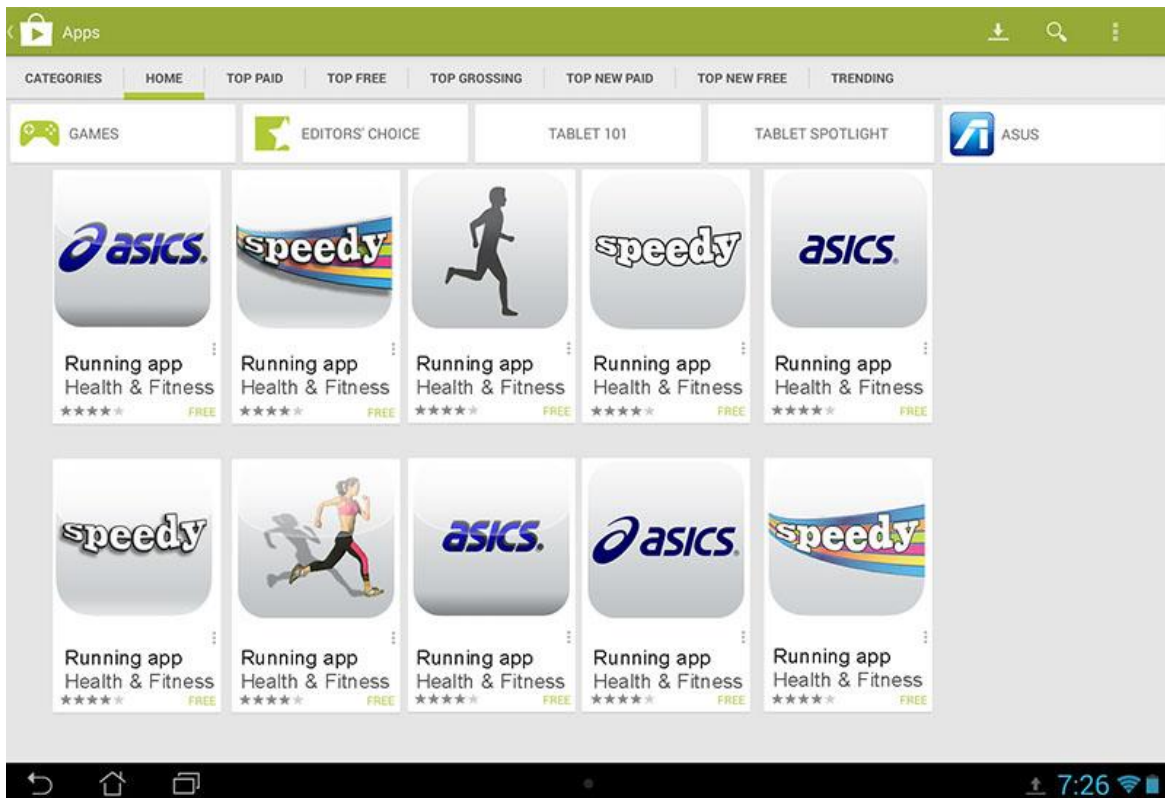 Apps
CATEGORIES HOME TOP PAID TOP FREE TOP GROSSING TOP NEW PAID TOP NEW FREE TRENDING
GAMES EDITORS' CHOICE TABLET 101 TABLET SPOTLIGHT ASUS
asics. speedy speedy asics.
Running app Running app Running app Running app Running app
Health & Fitness Health & Fitness Health & Fitness Health & Fitness Health & Fitness
FREE FREE FREE FREE FREE
speedy asics. asics. speedy
Running app Running app Running app Running app Running app
Health & Fitness Health & Fitness Health & Fitness Health & Fitness Health & Fitness
FREE FREE FREE FREE FREE
7:26